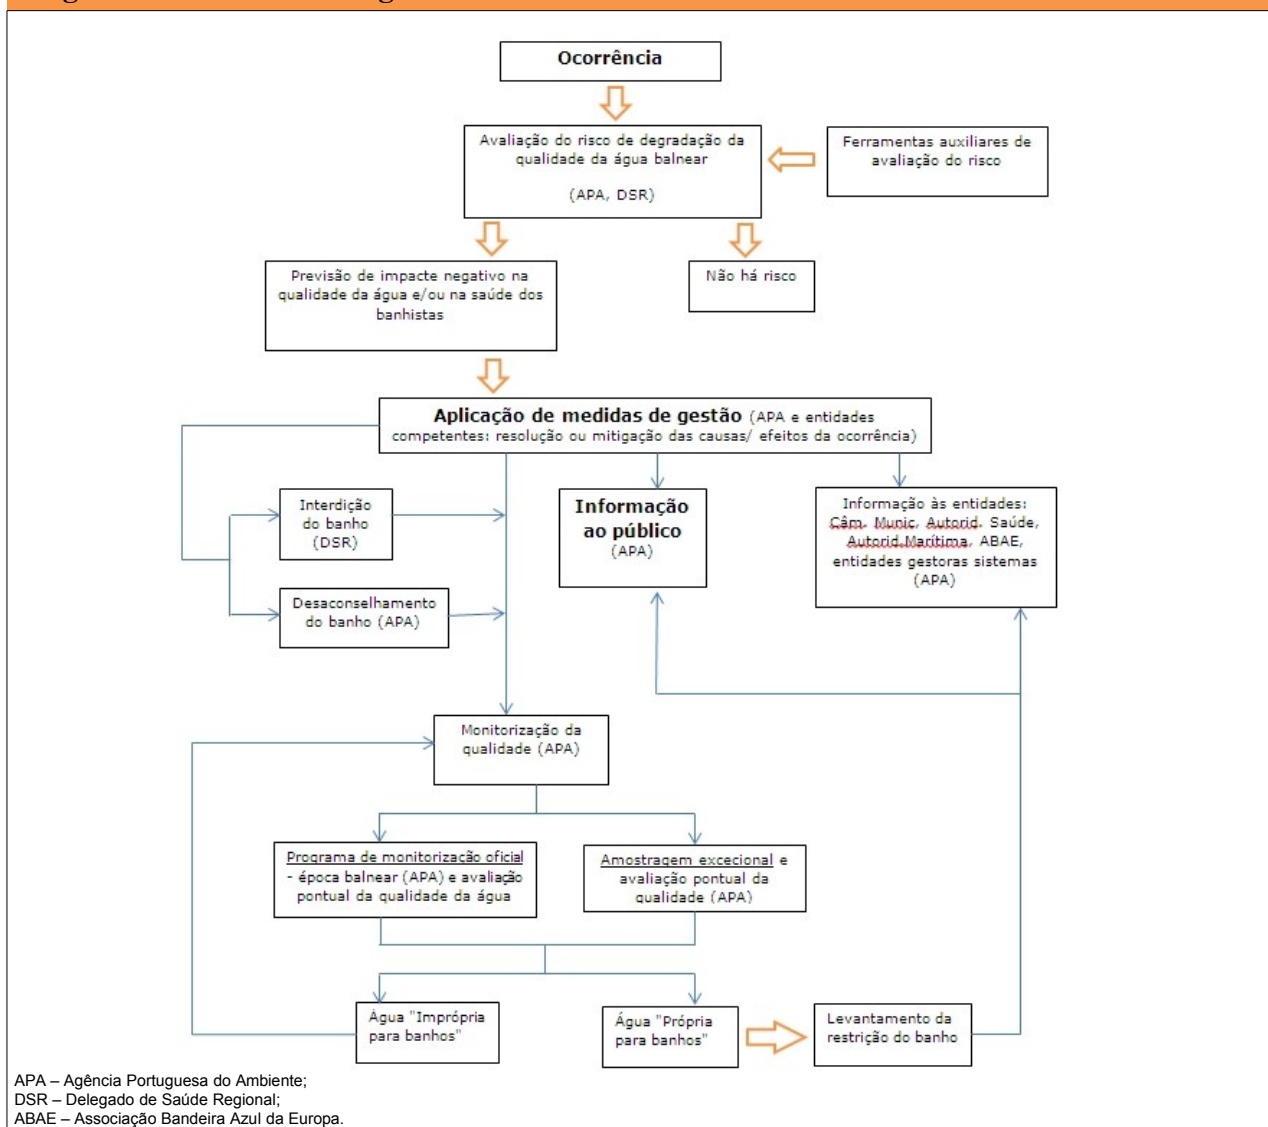 Ocorrência
Avaliação do risco de degradação da
qualidade da água balnear
(APA, DSR)
Ferramentas auxiliares de
avaliação do risco
Previsão de impacte negativo na
qualidade da água e/ou na saúde dos
banhistas
Não há risco
Aplicação de medidas de gestão (APA e entidades
competentes: resolução ou mitigação das causas/ efeitos da ocorrência)
Interdição
do banho
(DSR)
Informação
ao público
(APA)
Informação às entidades:
Câm. Munic, Autorid. Saúde,
Autorid.Marítima, ABAE,
entidades gestoras sistemas
(APA)
Desaconselhamento
do banho (APA)
Monitorização da
qualidade (APA)
Programa de monitorização oficial
- época balnear (APA) e avaliação
pontual da qualidade da água
Amostragem excecional e
avaliação pontual da
qualidade (APA)
Água "Imprópria
para banhos"
Água "Própria
para banhos"
Levantamento da
restrição do banho
APA – Agência Portuguesa do Ambiente;
DSR – Delegado de Saúde Regional;
ABAE – Associação Bandeira Azul da Europa.